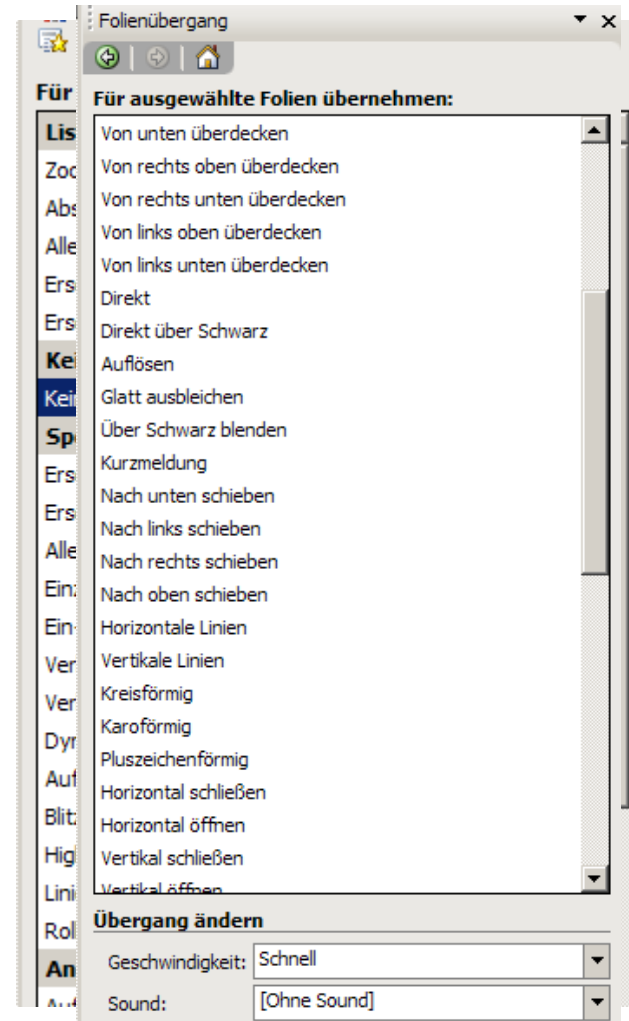 Folienübergang
Für
Für ausgewählte Folien übernehmen:
Von unten überdecken
Von rechts oben überdecken
Von rechts unten überdecken
Von links oben überdecken
Von links unten überdecken
Direkt
Direkt über Schwarz
Auflösen
Glatt ausbleichen
Über Schwarz blenden
Kurzmeldung
Nach unten schieben
Nach links schieben
Nach rechts schieben
Nach oben schieben
Horizontale Linien
Vertikale Linien
Kreisförmig
Karoförmig
Pluszeichenförmig
Horizontal schließen
Horizontal öffnen
Vertikal schließen
Vertikal öffnen
Übergang ändern
Geschwindigkeit: Schnell
Sound: [Ohne Sound]